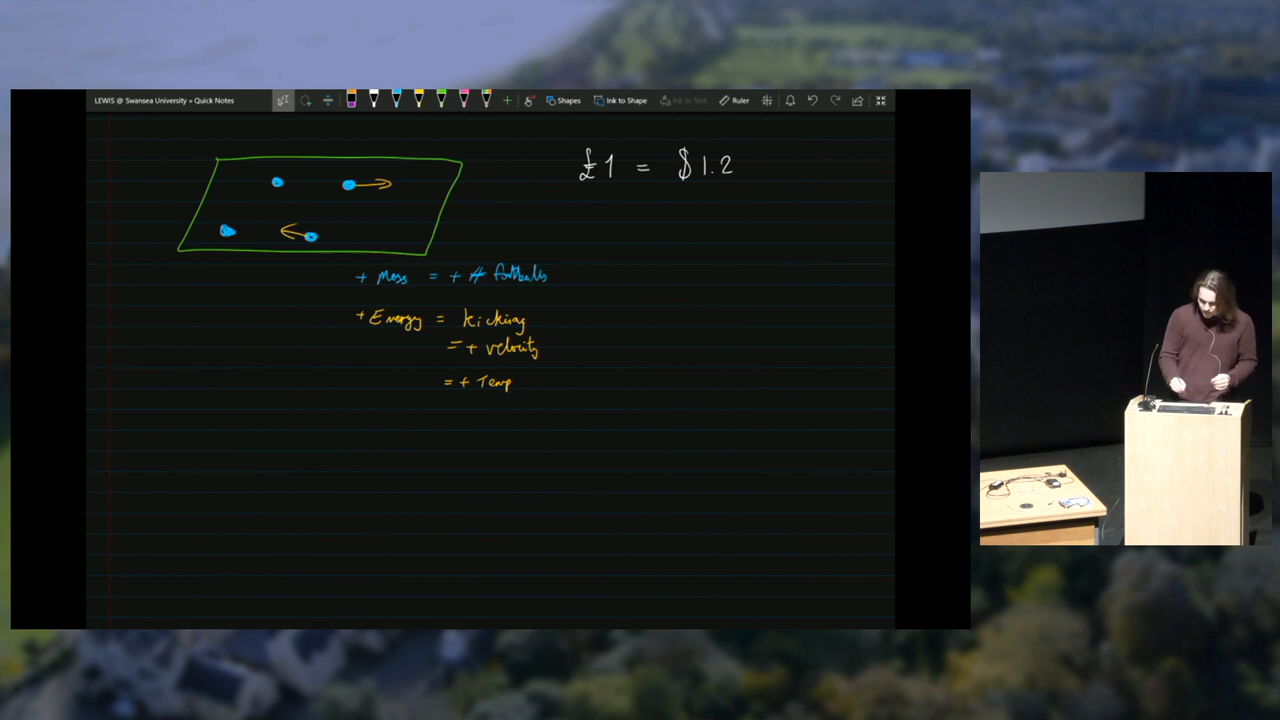 LEWIS @ Swansea University » Quick Notes
Shapes
Ink to Shape
Ink to Text
Ruler
£1 = $1.2
+ Mass = + # footballs
+ Energy = kicking
= + velocity
= + Temp